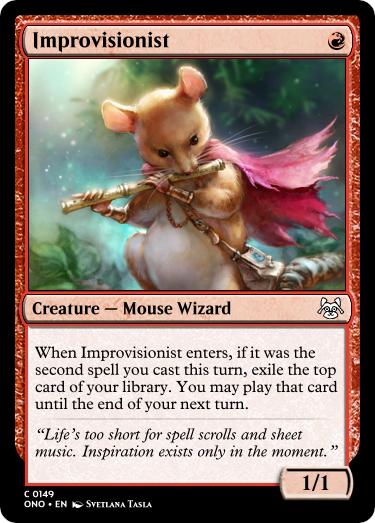 Improvisionist
Creature — Mouse Wizard
When Improvisionist enters, if it was the
second spell you cast this turn, exile the top
card of your library. You may play that card
until the end of your next turn.
“Life's too short for spell scrolls and sheet
music. Inspiration exists only in the moment.”
1/1
C 0149
ONO • EN Svetlana Tasla